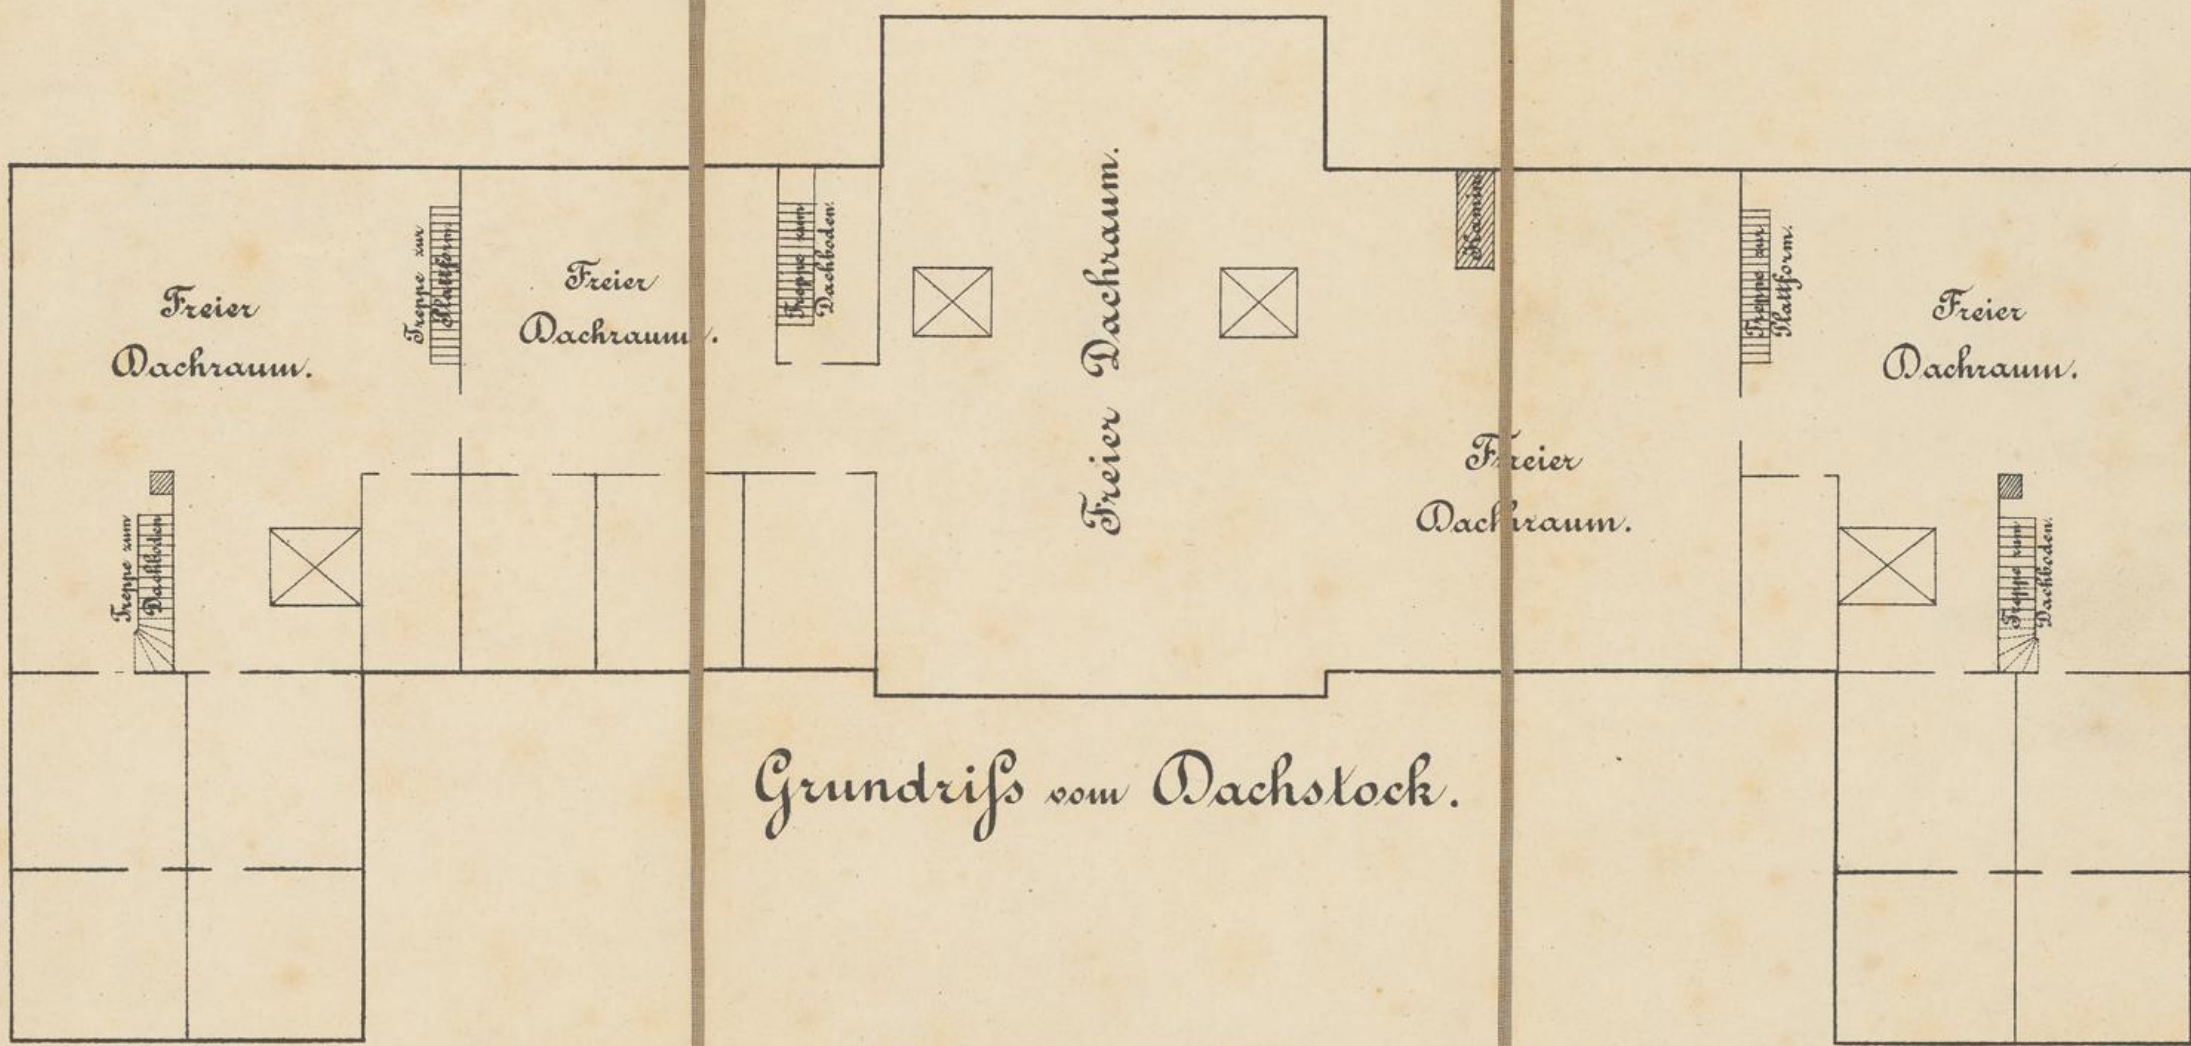 Freier
Dachraum.
Treppe zur
Plattform.
Freier
Dachraum.
Treppe zum
Dachboden.
Freier Dachraum.
Kamin
Freier
Dachraum.
Treppe zur
Plattform.
Freier
Dachraum.
Treppe zum
Dachboden
Treppe zum
Dachboden.
Grundriſs vom Dachstock.